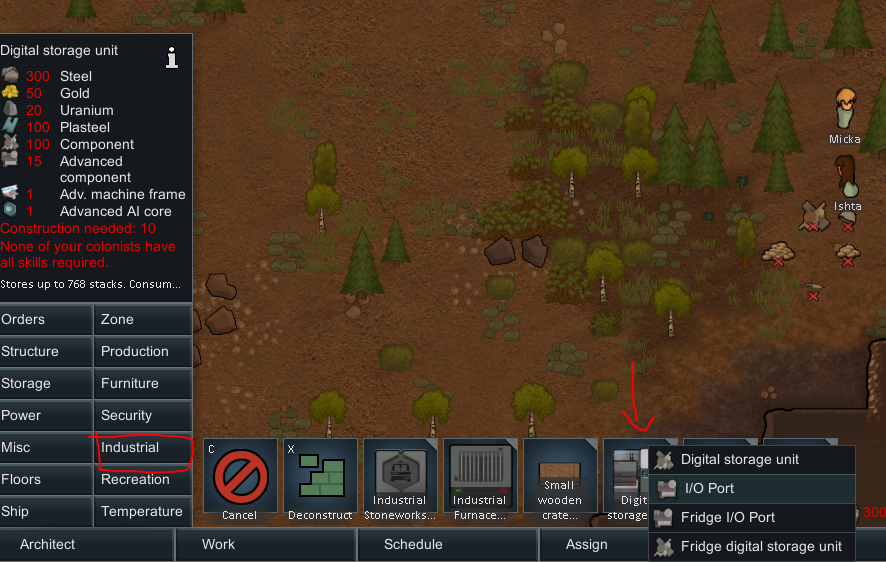 Digital storage unit
300 Steel
50 Gold
20 Uranium
100 Plasteel
100 Component
15 Advanced
component
1 Adv. machine frame
1 Advanced AI core
Construction needed: 10
None of your colonists have
all skills required.
Stores up to 768 stacks. Consum...
Micka
Ishta
Orders Zone
Structure Production
Storage Furniture
Power Security
Misc Industrial
Floors Recreation
Ship Temperature
C
Cancel
X
Deconstruct
Industrial
Stoneworks...
Industrial
Furnace...
Small
wooden
crate...
Digit
storage
Digital storage unit
I/O Port
Fridge I/O Port
Fridge digital storage unit
300
Architect Work Schedule Assign